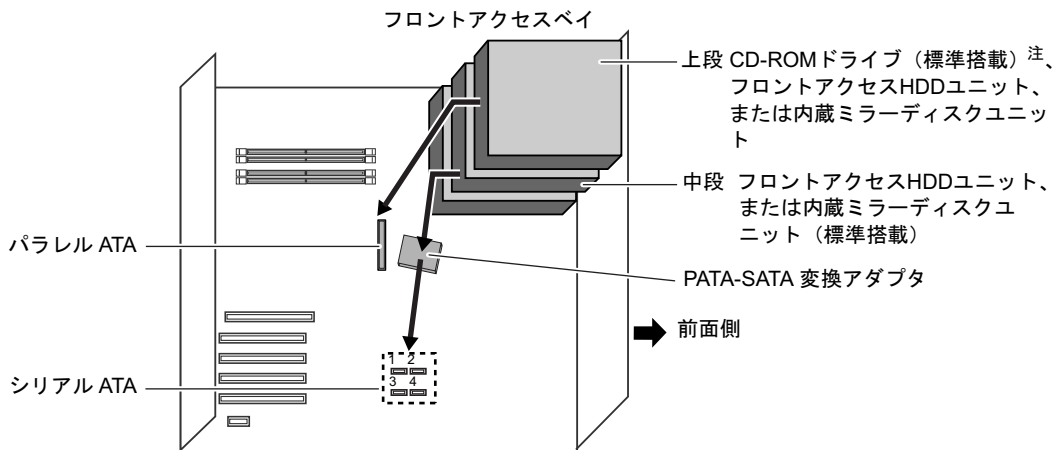 フロントアクセスベイ
上段 CD-ROMドライブ（標準搭載）注、
フロントアクセスHDDユニット、
または内蔵ミラーディスクユニッ
ト
中段 フロントアクセスHDDユニット、
または内蔵ミラーディスクユ
ニット（標準搭載）
パラレル ATA
PATA-SATA 変換アダプタ
前面側
1 2
3 4
シリアル ATA